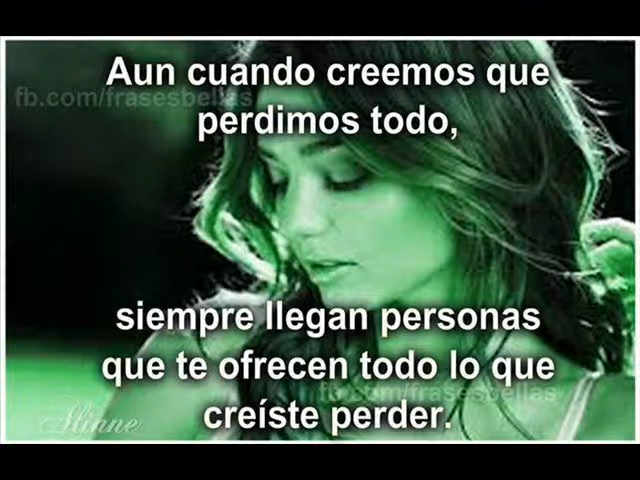 Aun cuando creemos que
fb.com/frasesbellas
perdimos todo,
siempre llegan personas
que te ofrecen todo lo que
fb.com/frasesbellas
creíste perder.
Minne